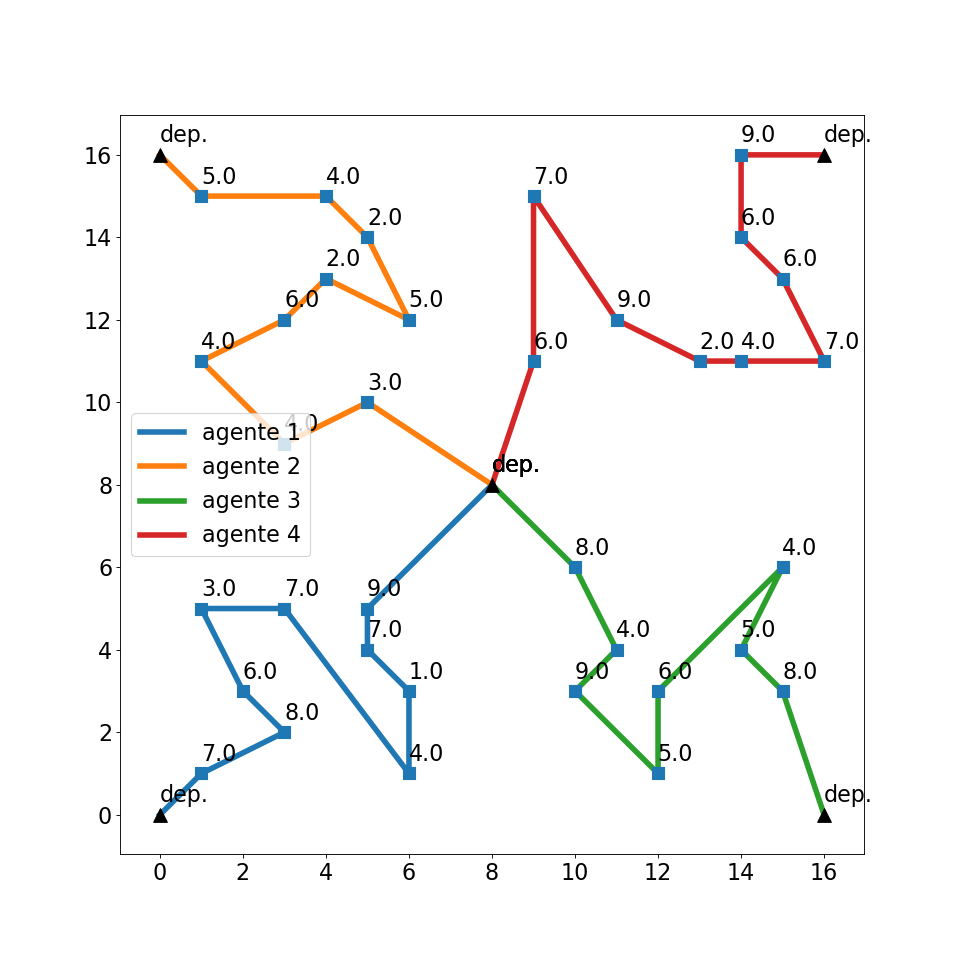 dep. 9.0 dep.
16
5.0 4.0 7.0
2.0 6.0
14
2.0 6.0
6.0 5.0 9.0
12
4.0 6.0 2.0 4.0 7.0
3.0
10
4.0
agente 1
agente 2
dep.
8
agente 3
agente 4
8.0 4.0
6
3.0 7.0 9.0
7.0 4.0 5.0
4
6.0 1.0 9.0 6.0 8.0
8.0
2
7.0 4.0 5.0
dep. dep.
0
0 2 4 6 8 10 12 14 16